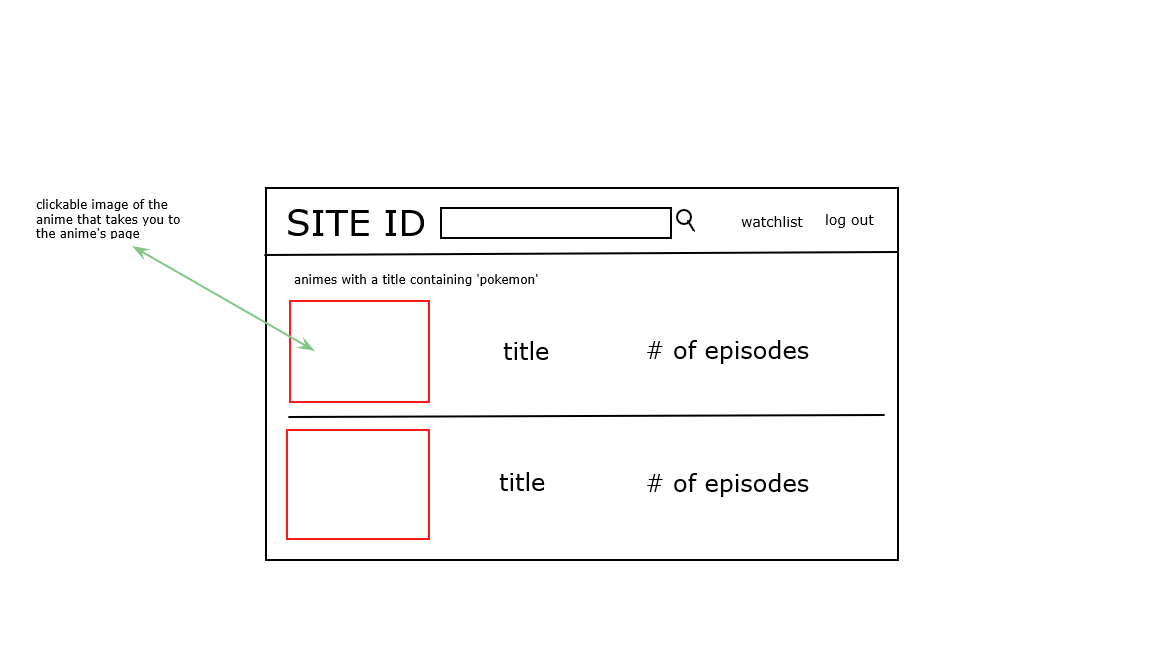 clickable image of the
anime that takes you to
the anime's page
SITE ID
watchlist
log out
animes with a title containing 'pokemon'
title
# of episodes
title
# of episodes